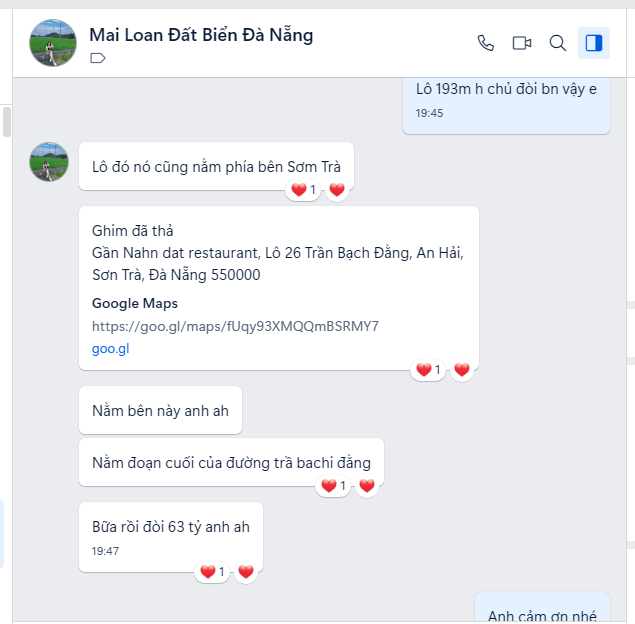 Mai Loan Đất Biển Đà Nẵng
Lô 193m h chủ đòi bn vậy e
19:45
Lô đó nó cũng nằm phía bên Sơm Trà
1
Ghim đã thả
Gần Nahn dat restaurant, Lô 26 Trần Bạch Đằng, An Hải,
Sơn Trà, Đà Nẵng 550000
Google Maps
https://goo.gl/maps/fUqy93XMQQmBSRMY7
goo.gl
1
Nằm bên này anh ah
Nằm đoạn cuối của đường trầ bachi đằng
1
Bữa rồi đòi 63 tỷ anh ah
19:47
1
Anh cảm ơn nhé